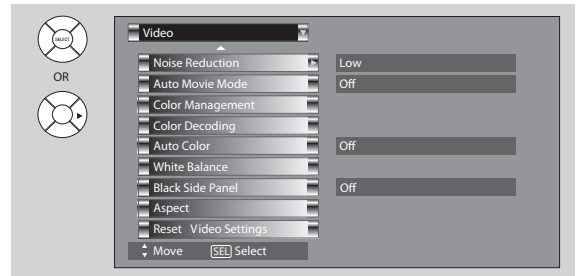 SELECT
OR
Video
Noise Reduction Low
Auto Movie Mode Off
Color Management
Color Decoding
Auto Color Off
White Balance
Black Side Panel Off
Aspect
Reset Video Settings
Move SEL Select